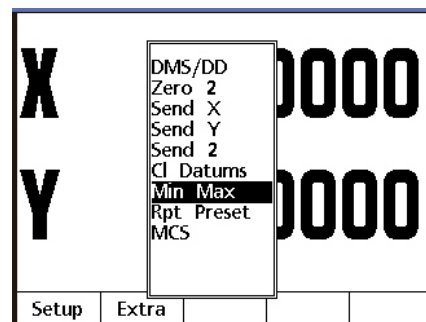 X 0000
DMS/DD
Zero 2
Send X
Send Y
Send 2
Cl Datums
Min Max
Rpt Preset
MCS
Y 0000
Setup Extra